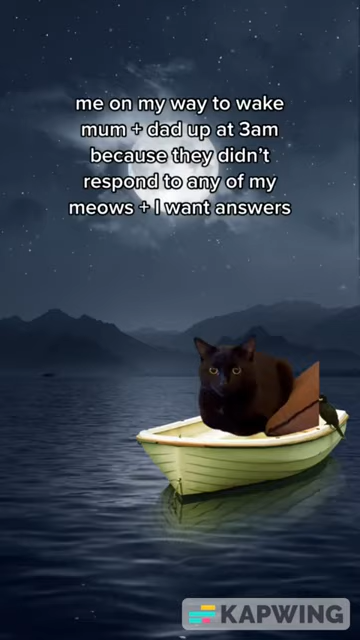 me on my way to wake
mum + dad up at 3am
because they didn't
respond to any of my
meows + I want answers
KAPWING